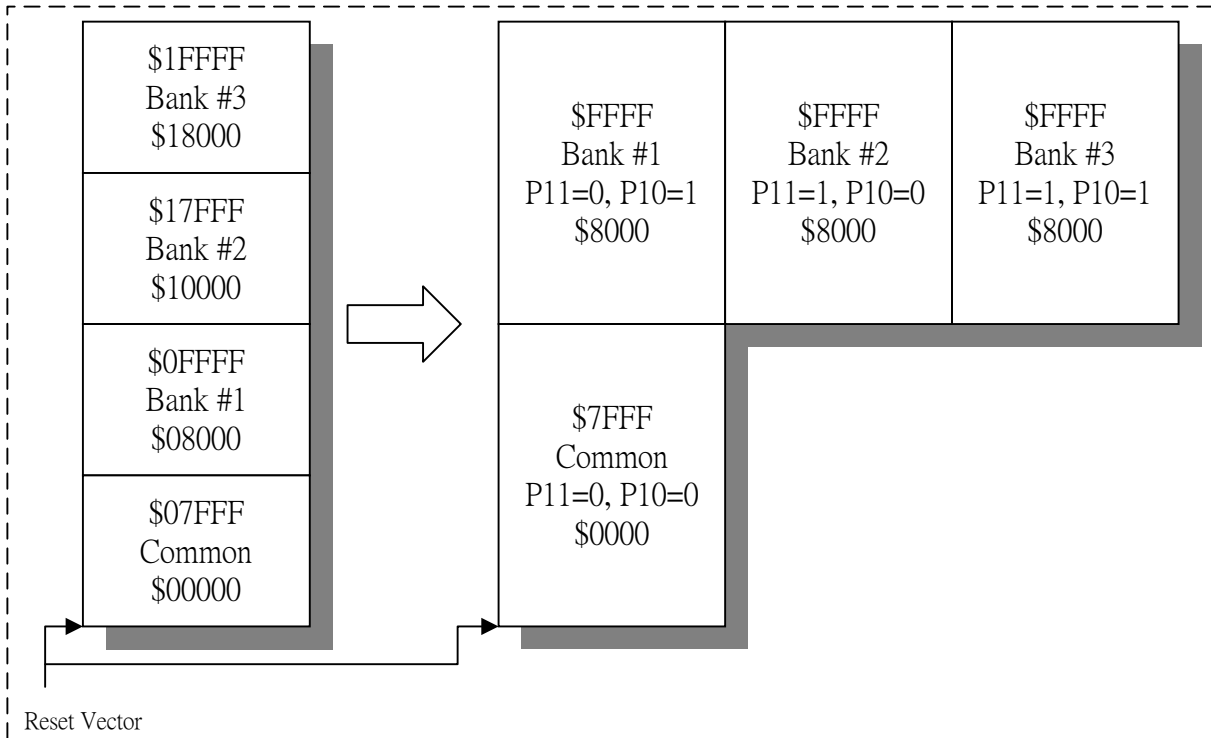 $1FFFF
Bank #3
$18000
$17FFF
Bank #2
$10000
$0FFFF
Bank #1
$08000
$07FFF
Common
$00000
$FFFF
Bank #1
P11=0, P10=1
$8000
$FFFF
Bank #2
P11=1, P10=0
$8000
$FFFF
Bank #3
P11=1, P10=1
$8000
$7FFF
Common
P11=0, P10=0
$0000
Reset Vector